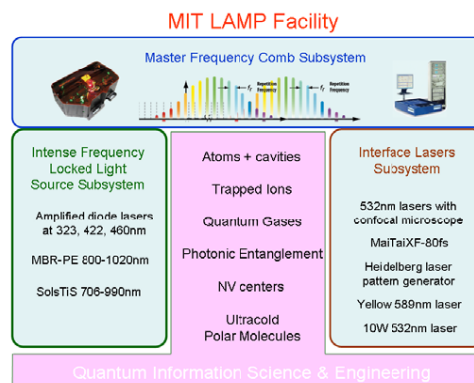 MIT LAMP Facility
Master Frequency Comb Subsystem
Repetition
frequency
Repetition
frequency
Intense Frequency
Locked Light
Source Subsystem
Amplified diode lasers
at 323, 422, 460nm
MBR-PE 800-1020nm
SolsTiS 706-990nm
Atoms + cavities
Trapped Ions
Quantum Gases
Photonic Entanglement
NV centers
Ultracold
Polar Molecules
Interface Lasers
Subsystem
532nm lasers with
confocal microscope
MaiTaiXF-80fs
Heidelberg laser
pattern generator
Yellow 589nm laser
10W 532nm laser
Quantum Information Science & Engineering